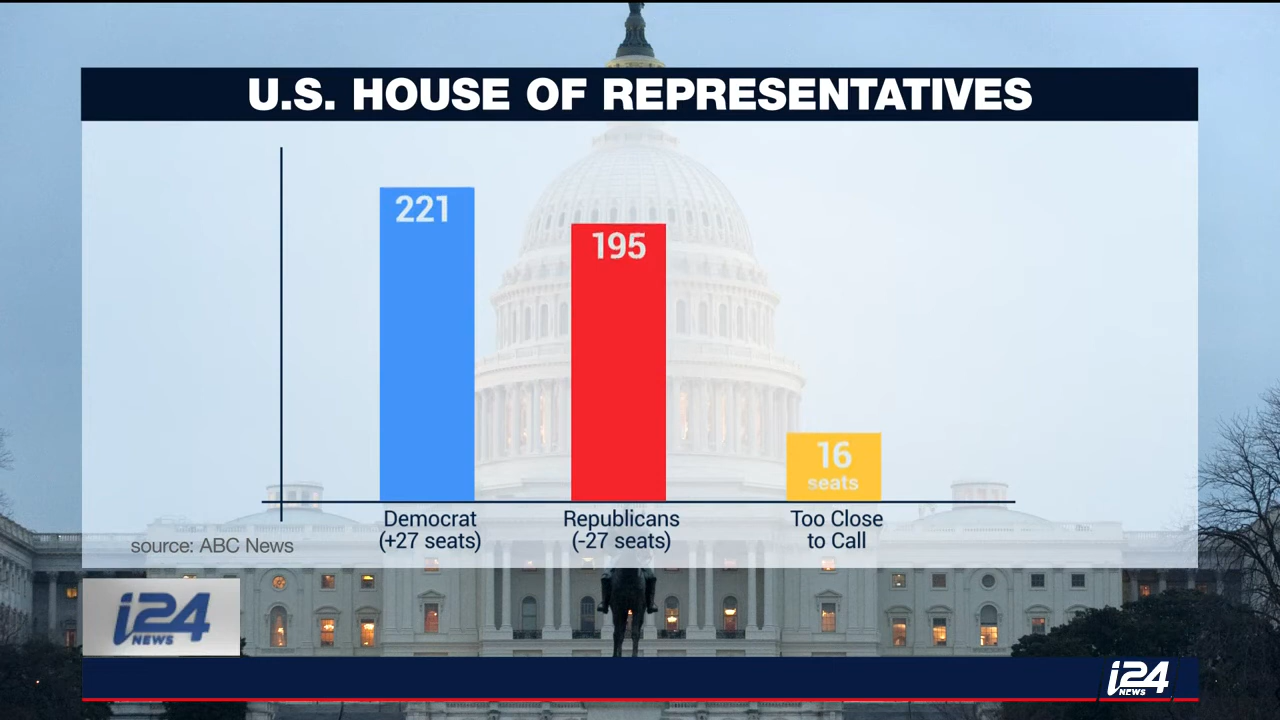 U.S. HOUSE OF REPRESENTATIVES
221
195
16
seats
Democrat
(+27 seats)
Republicans
(-27 seats)
Too Close
to Call
source: ABC News
i24
NEWS
i24
NEWS